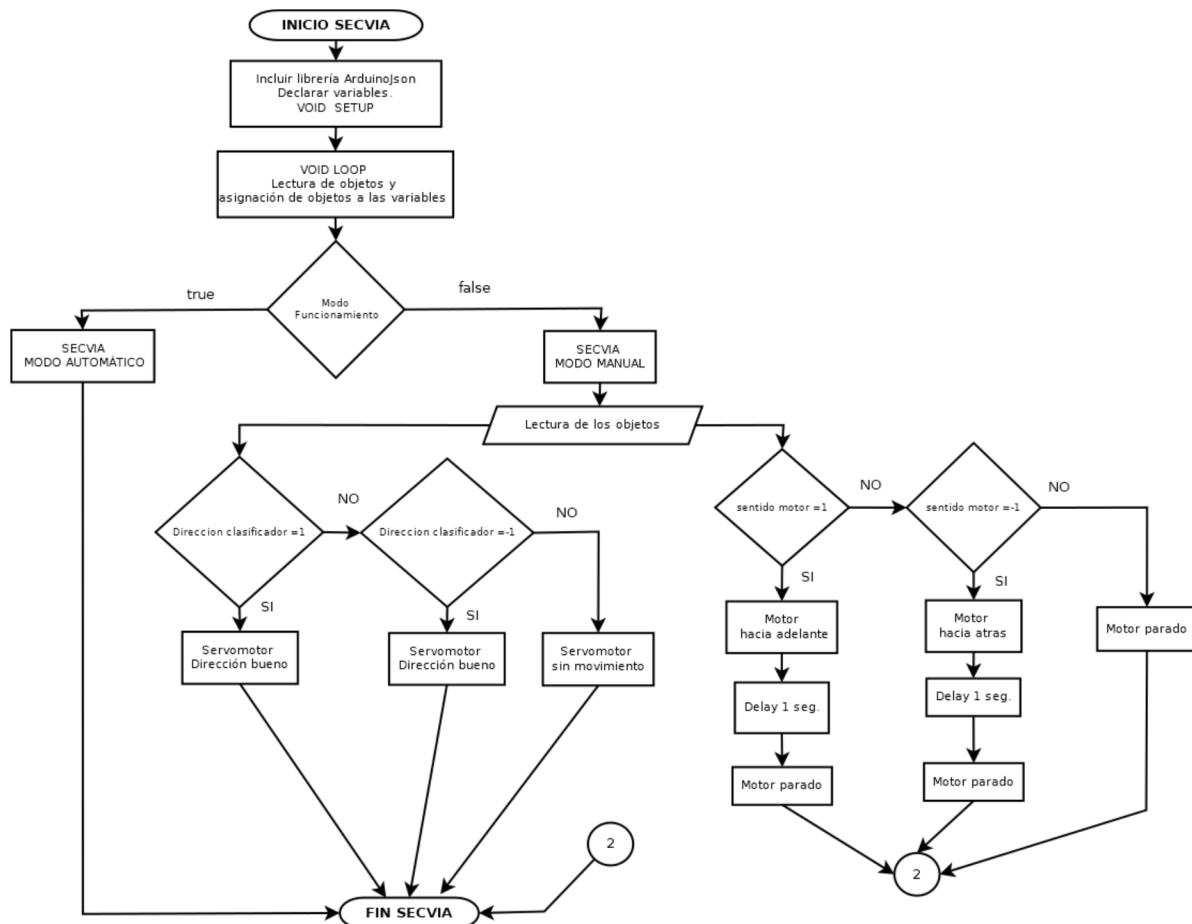 INICIO SECVIA
Incluir librería ArduinoJson
Declarar variables.
VOID SETUP
VOID LOOP
Lectura de objetos y
asignación de objetos a las variables
true
false
Modo
Funcionamiento
SECVIA
MODO AUTOMÁTICO
SECVIA
MODO MANUAL
Lectura de los objetos
Direccion clasificador =1
NO
Direccion clasificador =-1
NO
sentido motor =1
NO
sentido motor =-1
NO
SI
SI
SI
SI
Servomotor
Dirección bueno
Servomotor
Dirección bueno
Servomotor
sin movimiento
Motor
hacia adelante
Motor
hacia atras
Motor parado
Delay 1 seg.
Delay 1 seg.
Motor parado
Motor parado
2
2
FIN SECVIA